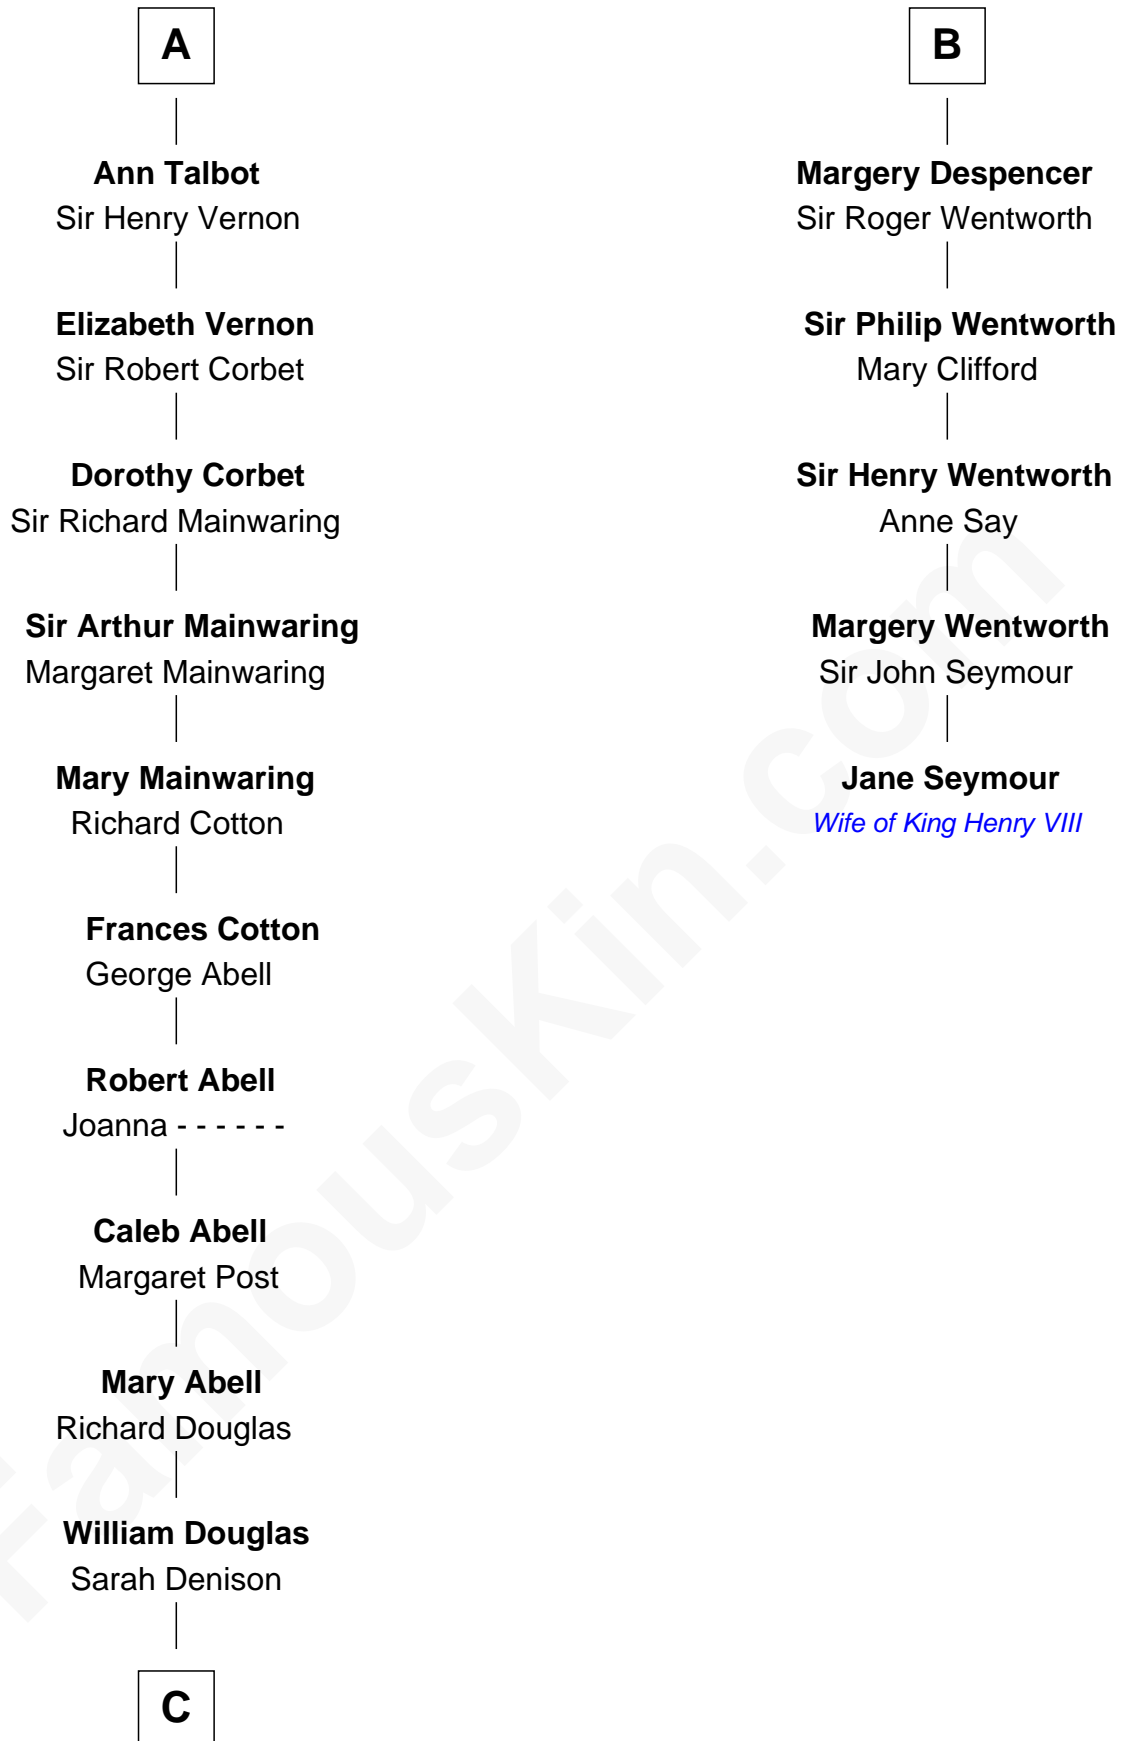 A
Ann Talbot
Sir Henry Vernon
Elizabeth Vernon
Sir Robert Corbet
Dorothy Corbet
Sir Richard Mainwaring
Sir Arthur Mainwaring
Margaret Mainwaring
Mary Mainwaring
Richard Cotton
Frances Cotton
George Abell
Robert Abell
Joanna - - - - - -
Caleb Abell
Margaret Post
Mary Abell
Richard Douglas
William Douglas
Sarah Denison
C
B
Margery Despencer
Sir Roger Wentworth
Sir Philip Wentworth
Mary Clifford
Sir Henry Wentworth
Anne Say
Margery Wentworth
Sir John Seymour
Jane Seymour
Wife of King Henry VIII
FamousKin.com